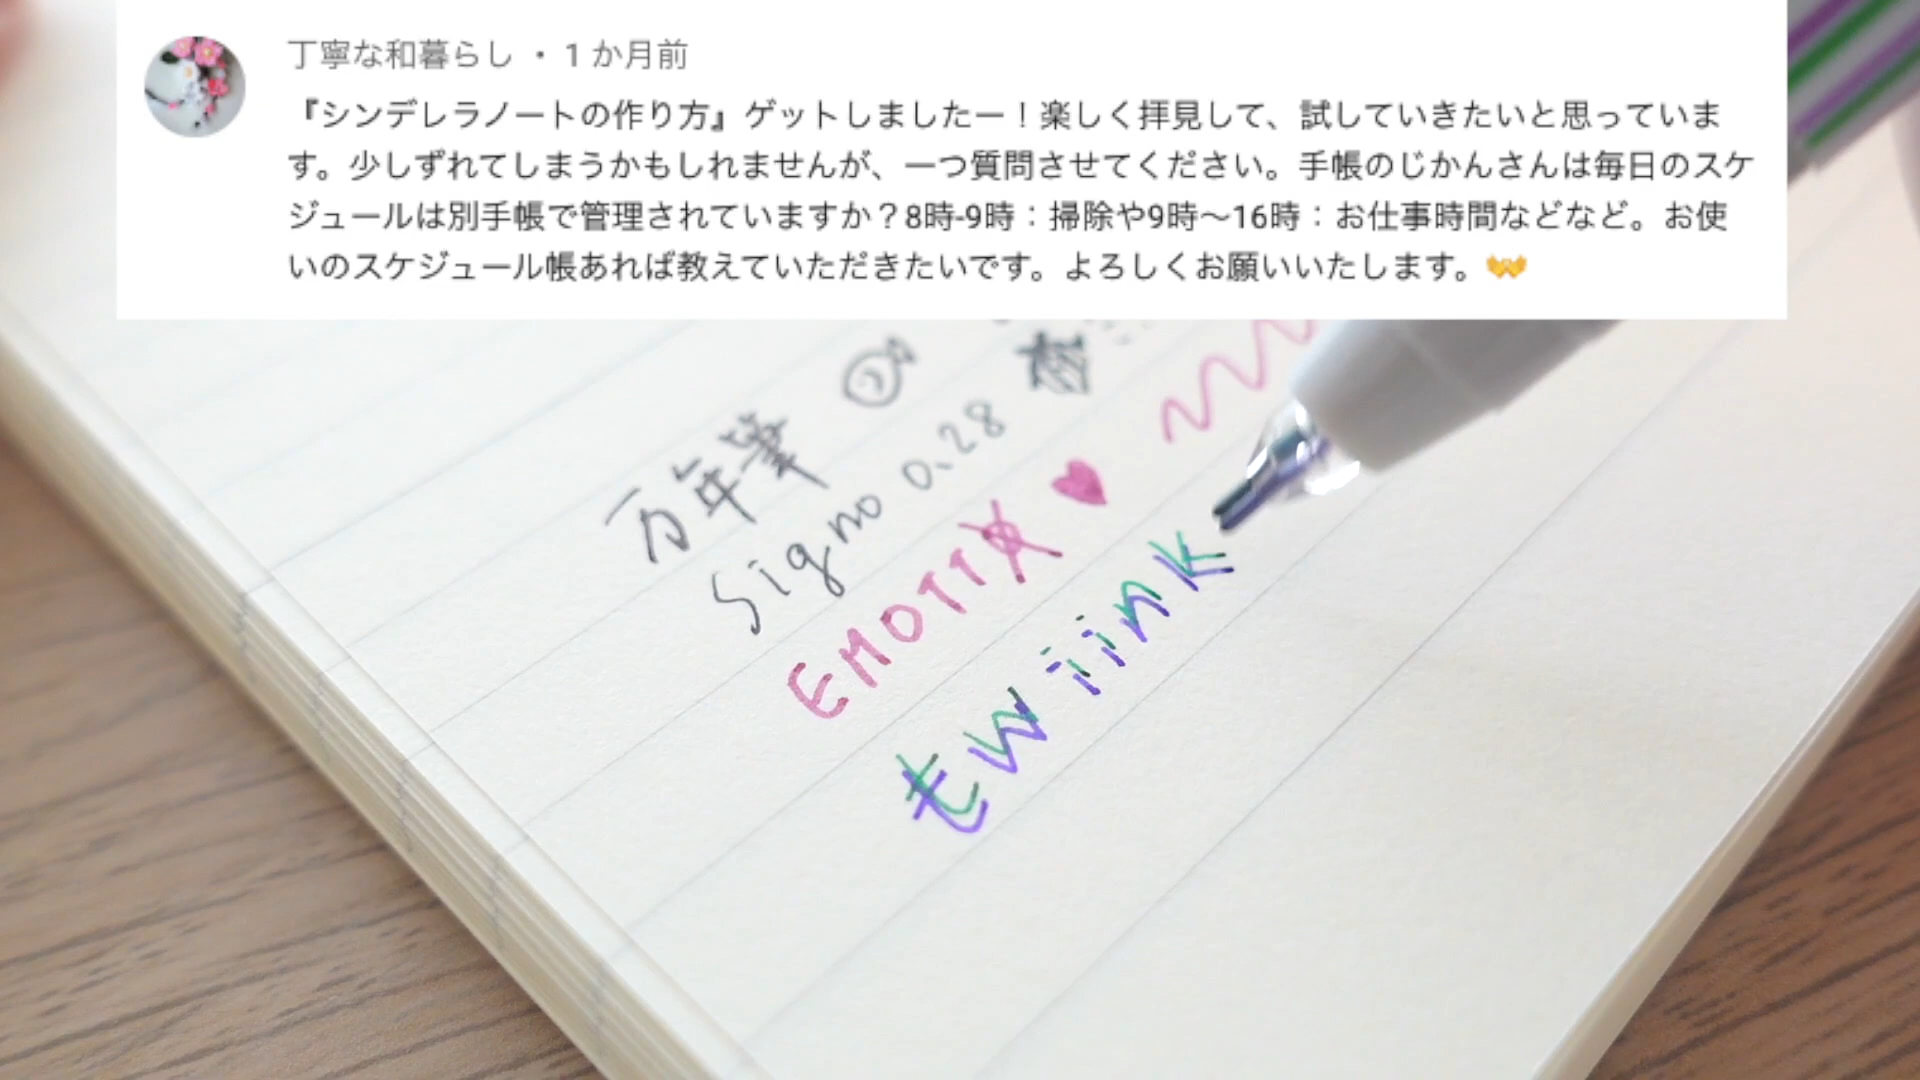 丁寧な和暮らし ・ 1 か月前
『シンデレラノートの作り方』ゲットしましたー！楽しく拝見して、試していきたいと思っていま
す。少しずれてしまうかもしれませんが、一つ質問させてください。手帳のじかんさんは毎日のスケ
ジュールは別手帳で管理されていますか？8時-9時：掃除や9時〜16時：お仕事時間などなど。お使
いのスケジュール帳あれば教えていただきたいです。よろしくお願いいたします。👐
万年筆
Signo 0.28
EMOTT
twiink